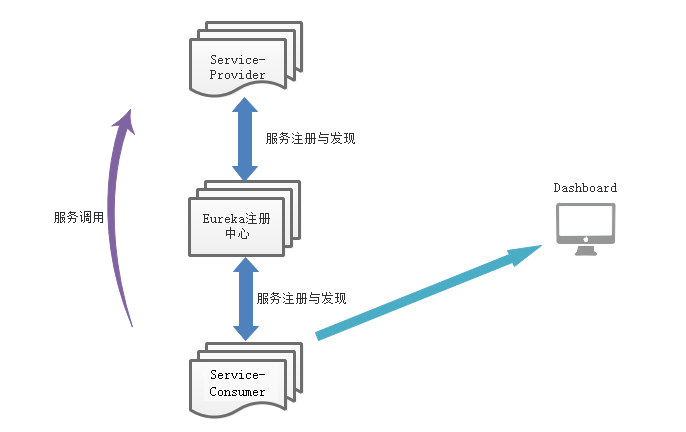 Service-
Provider
服务注册与发现
Dashboard
服务调用
Eureka注册
中心
服务注册与发现
Service-
Consumer